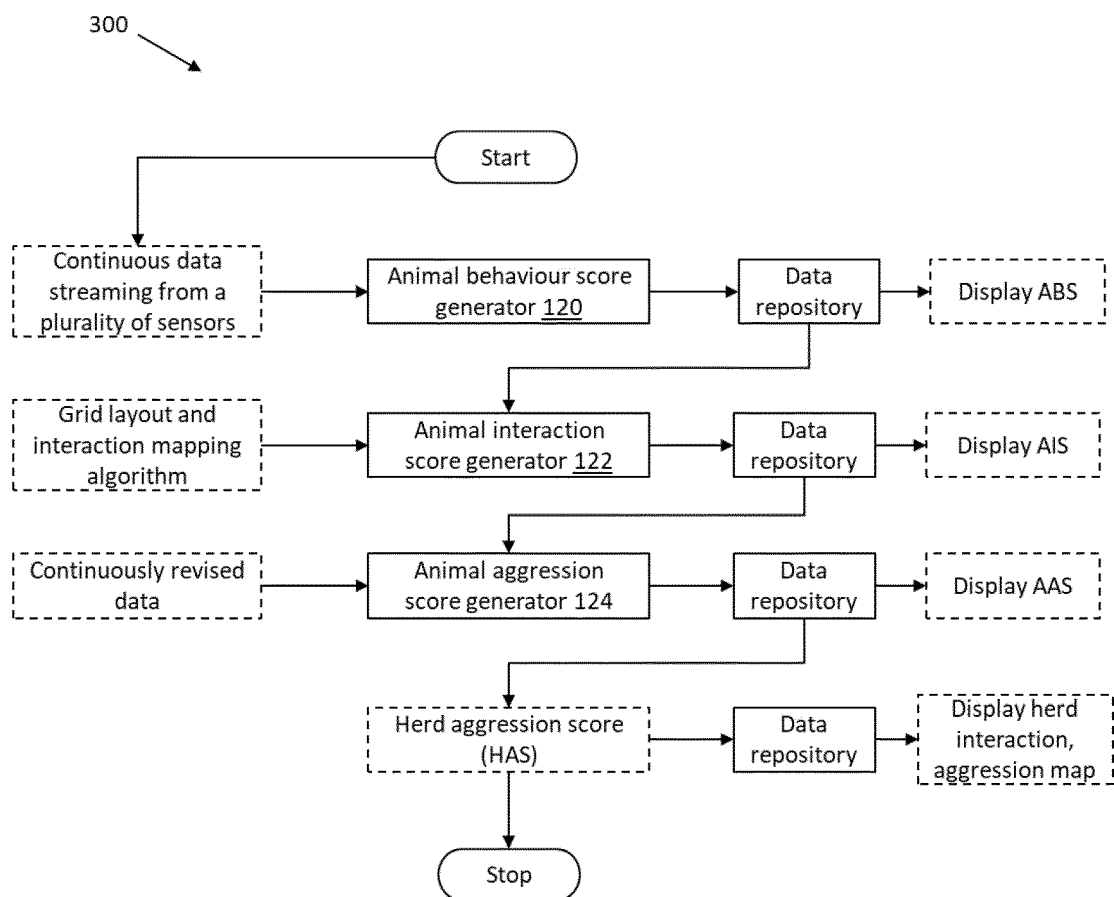 300
Start
Continuous data
streaming from a
plurality of sensors
Animal behaviour score
generator 120
Data
repository
Display ABS
Grid layout and
interaction mapping
algorithm
Animal interaction
score generator 122
Data
repository
Display AIS
Continuously revised
data
Animal aggression
score generator 124
Data
repository
Display AAS
Herd aggression score
(HAS)
Data
repository
Display herd
interaction,
aggression map
Stop